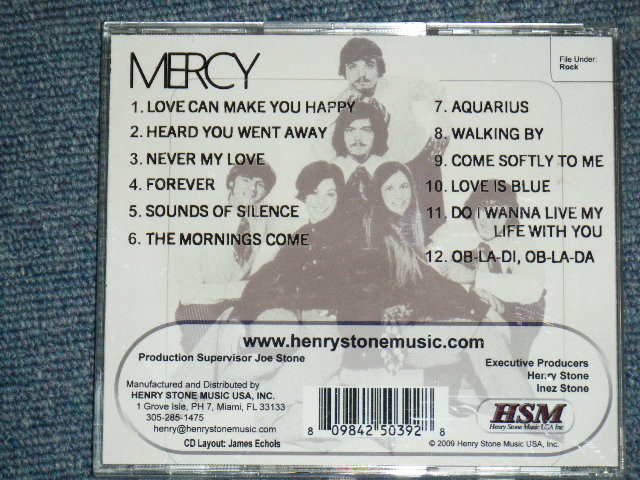 MERCY
File Under:
Rock
1. LOVE CAN MAKE YOU HAPPY
2. HEARD YOU WENT AWAY
3. NEVER MY LOVE
4. FOREVER
5. SOUNDS OF SILENCE
6. THE MORNINGS COME
7. AQUARIUS
8. WALKING BY
9. COME SOFTLY TO ME
10. LOVE IS BLUE
11. DO I WANNA LIVE MY
LIFE WITH YOU
12. OB-LA-DI, OB-LA-DA
www.henrystonemusic.com
Production Supervisor Joe Stone
Executive Producers
Henry Stone
Inez Stone
Manufactured and Distributed by
HENRY STONE MUSIC USA, INC.
1 Grove Isle, PH 7, Miami, FL 33133
305-285-1475
henry@henrystonemusic.com
CD Layout: James Echols
8 09842 50392 8
HSM
Henry Stone Music USA Inc
© 2009 Henry Stone Music USA, Inc.